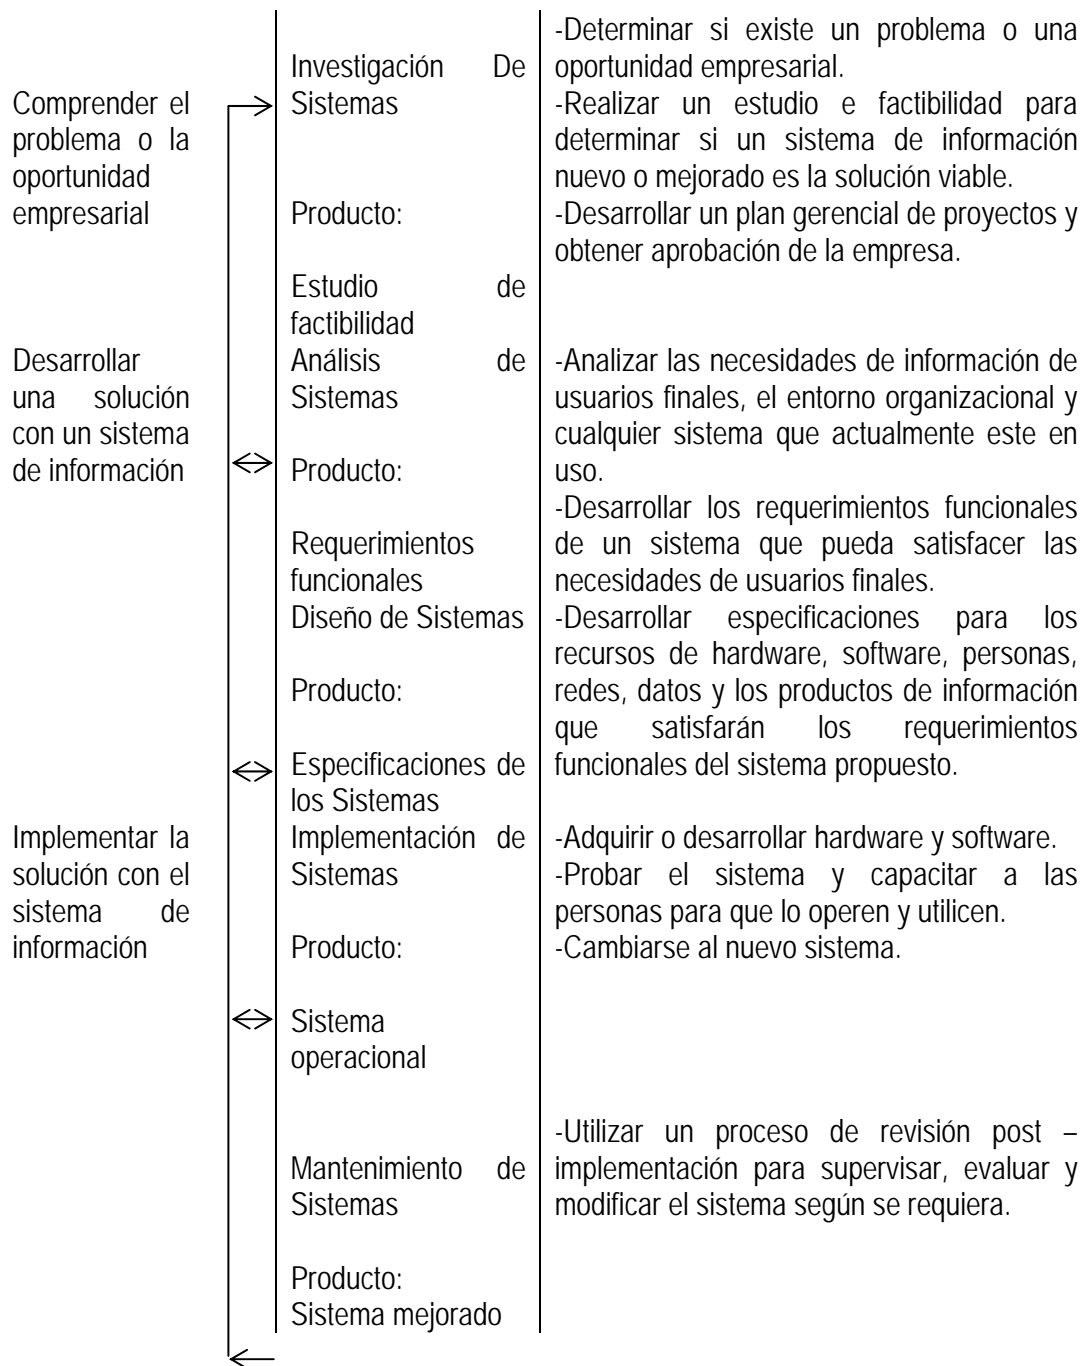 Comprender el
problema o la
oportunidad
empresarial
Investigación De
Sistemas
Producto:
Estudio de
factibilidad
-Determinar si existe un problema o una
oportunidad empresarial.
-Realizar un estudio e factibilidad para
determinar si un sistema de información
nuevo o mejorado es la solución viable.
-Desarrollar un plan gerencial de proyectos y
obtener aprobación de la empresa.
Desarrollar
una solución
con un sistema
de información
Análisis de
Sistemas
Producto:
Requerimientos
funcionales
-Analizar las necesidades de información de
usuarios finales, el entorno organizacional y
cualquier sistema que actualmente este en
uso.
-Desarrollar los requerimientos funcionales
de un sistema que pueda satisfacer las
necesidades de usuarios finales.
Diseño de Sistemas
Producto:
Especificaciones de
los Sistemas
-Desarrollar especificaciones para los
recursos de hardware, software, personas,
redes, datos y los productos de información
que satisfarán los requerimientos
funcionales del sistema propuesto.
Implementar la
solución con el
sistema de
información
Implementación de
Sistemas
Producto:
Sistema
operacional
-Adquirir o desarrollar hardware y software.
-Probar el sistema y capacitar a las
personas para que lo operen y utilicen.
-Cambiarse al nuevo sistema.
Mantenimiento de
Sistemas
Producto:
Sistema mejorado
-Utilizar un proceso de revisión post –
implementación para supervisar, evaluar y
modificar el sistema según se requiera.